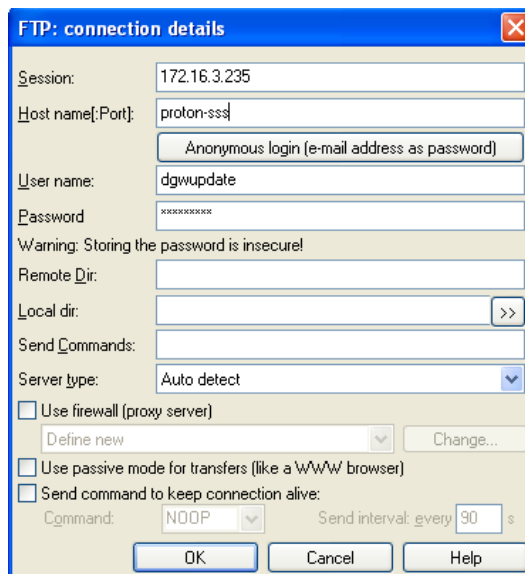 FTP: connection details
Session: 172.16.3.235
Host name[:Port]: proton-sss
Anonymous login (e-mail address as password)
User name: dgwupdate
Password *********
Warning: Storing the password is insecure!
Remote Dir:
Local dir: >>
Send Commands:
Server type: Auto detect
Use firewall (proxy server)
Define new Change...
Use passive mode for transfers (like a WWW browser)
Send command to keep connection alive:
Command: NOOP Send interval: every 90 s
OK Cancel Help